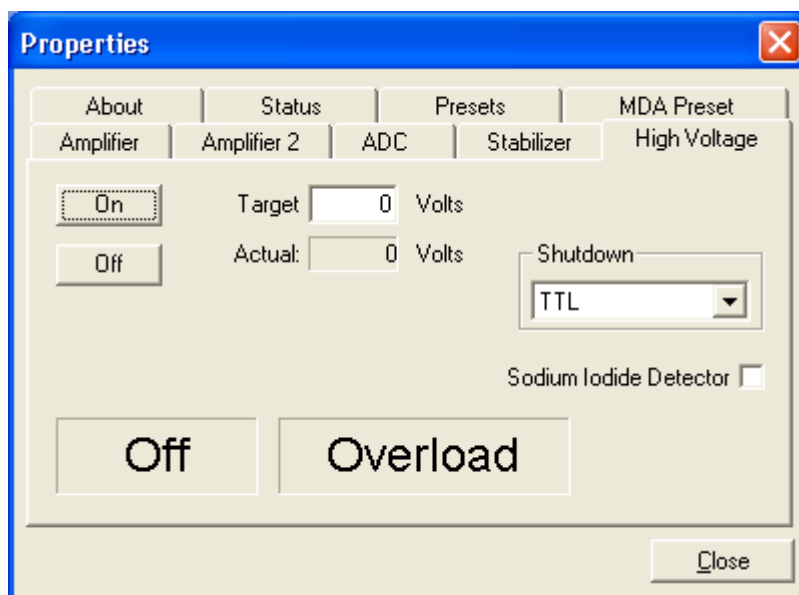 Properties
About Status Presets MDA Preset
Amplifier Amplifier 2 ADC Stabilizer High Voltage
On Target 0 Volts
Off Actual: 0 Volts
Shutdown
TTL
Sodium Iodide Detector
Off Overload
Close